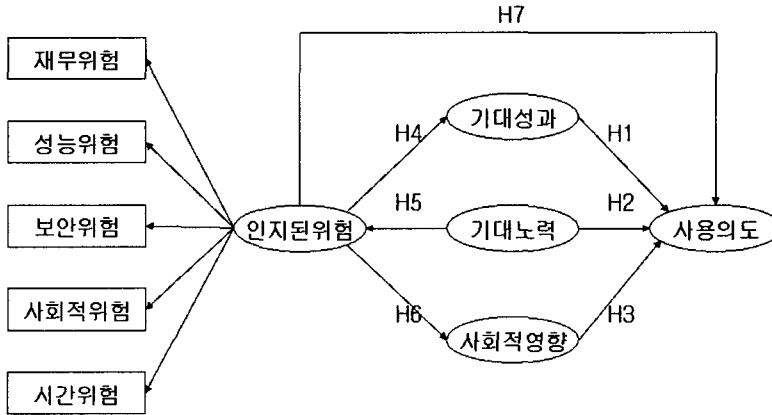 H7
재무위험
성능위험
보안위험
사회적위험
시간위험
인지된위험
H4
H5
H6
기대성과
기대노력
사회적영향
H1
H2
H3
사용의도